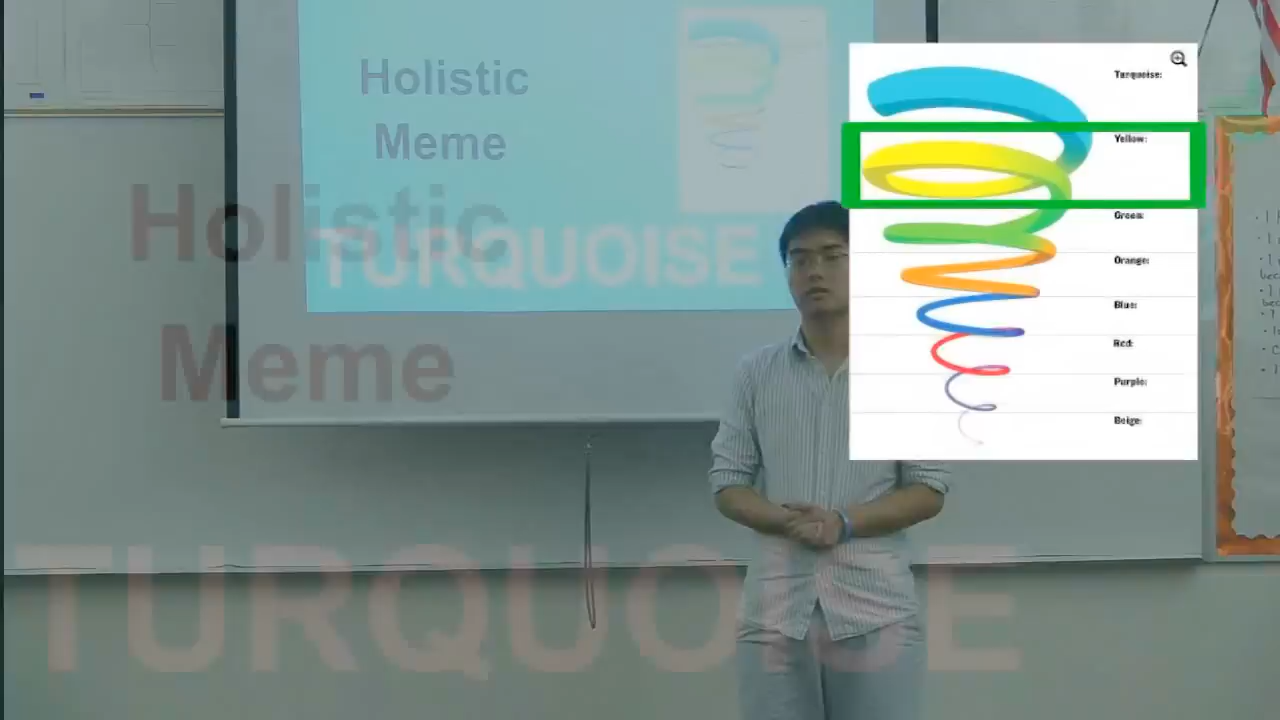 Holistic
Meme
TURQUOISE
Holistic
Meme
TURQUOISE
Turquoise:
Yellow:
Green:
Orange:
Blue:
Red:
Purple:
Beige: